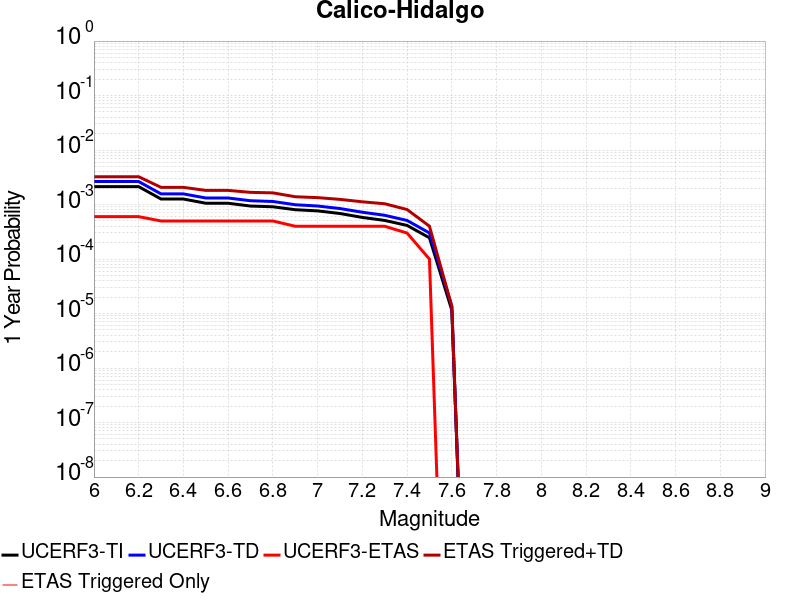 Calico-Hidalgo
10^0
10^-1
10^-2
10^-3
10^-4
10^-5
10^-6
10^-7
10^-8
1 Year Probability
6 6.2 6.4 6.6 6.8 7 7.2 7.4 7.6 7.8 8 8.2 8.4 8.6 8.8 9
Magnitude
UCERF3-TI UCERF3-TD UCERF3-ETAS ETAS Triggered+TD
ETAS Triggered Only